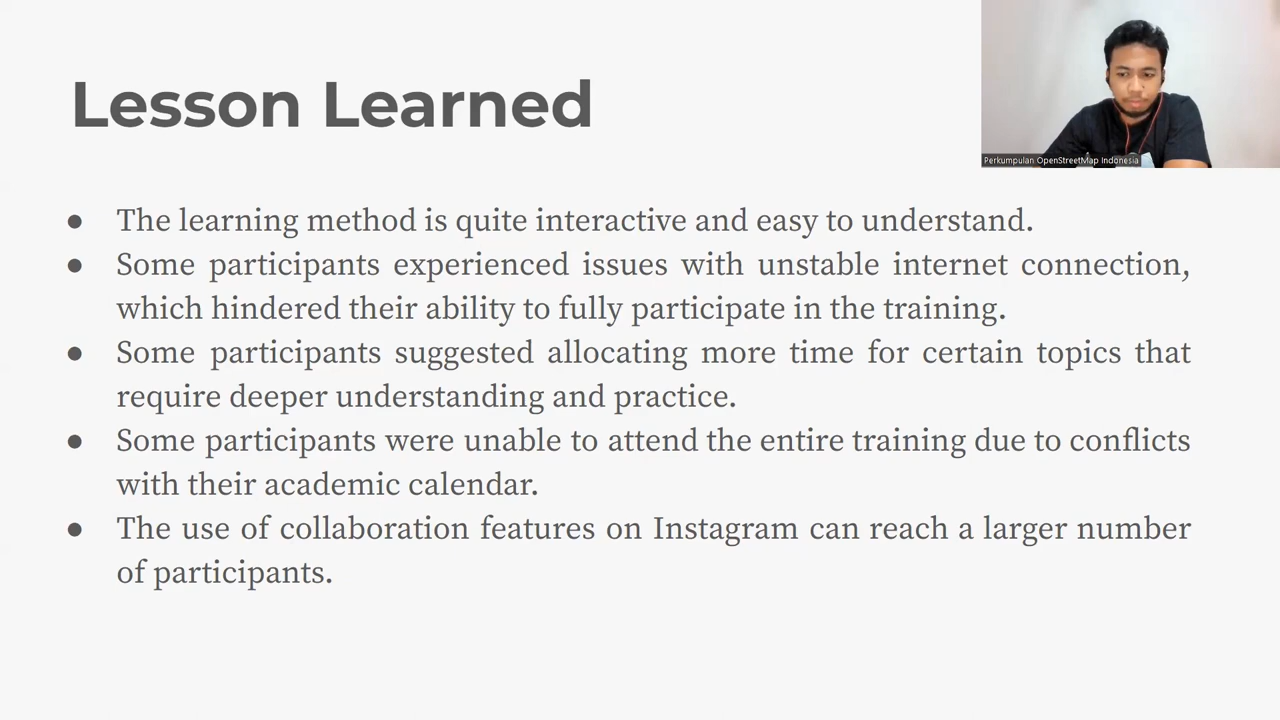 Lesson Learned
Perkumpulan OpenStreetMap Indonesia
● The learning method is quite interactive and easy to understand.
● Some participants experienced issues with unstable internet connection,
which hindered their ability to fully participate in the training.
● Some participants suggested allocating more time for certain topics that
require deeper understanding and practice.
● Some participants were unable to attend the entire training due to conflicts
with their academic calendar.
● The use of collaboration features on Instagram can reach a larger number
of participants.